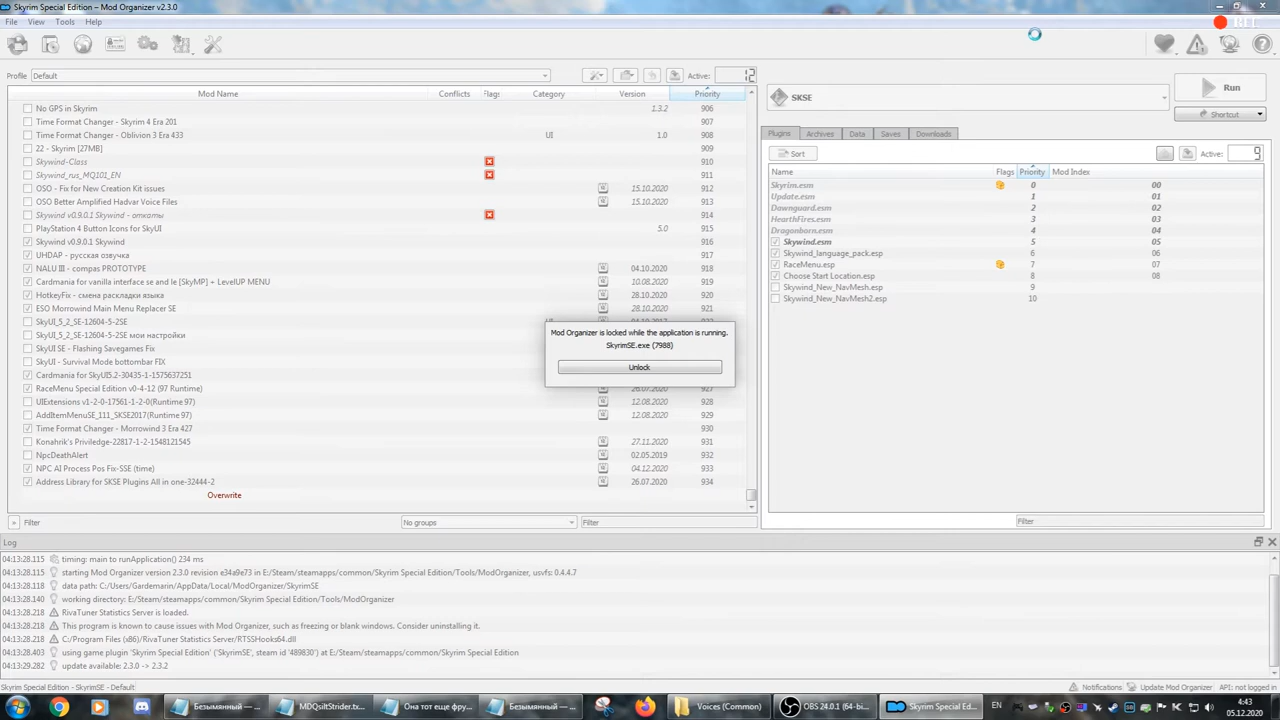 Skyrim Special Edition – Mod Organizer v2.3.0
File View Tools Help
Profile Default Active: 12
Mod Name Conflicts Flags Category Version Priority
No GPS in Skyrim 1.3.2 906
Time Format Changer - Skyrim 4 Era 201 907
Time Format Changer - Oblivion 3 Era 433 UI 1.0 908
22 - Skyrim [27MB] 909
Skywind-Class 910
Skywind_rus_MQ101_EN 911
OSO - Fix for New Creation Kit issues 15.10.2020 912
OSO Better Amplified Hadvar Voice Files 15.10.2020 913
Skywind v0.9.0.1 Skywind - откаты 914
PlayStation 4 Button Icons for SkyUI 5.0 915
Skywind v0.9.0.1 Skywind 916
UHDAP - русская озвучка 917
NALU III - compas PROTOTYPE 04.10.2020 918
Cardmania for vanilla interface se and le [SkyMP] + LevelUP MENU 10.08.2020 919
HotkeyFix - смена раскладки языка 28.10.2020 920
ESO Morrowind Main Menu Replacer SE 28.10.2020 921
SkyUI_5_2_SE-12604-5-2SE
SkyUI_5_2_SE-12604-5-2SE мои настройки
SkyUI SE - Flashing Savegames Fix
SkyUI - Survival Mode bottombar FIX
Cardmania for SkyUI5.2-30435-1-1575637251
RaceMenu Special Edition v0-4-12 (97 Runtime) 26.07.2020 927
UIExtensions v1-2-0-17561-1-2-0(Runtime 97) 12.08.2020 928
AddItemMenuSE_111_SKSE2017(Runtime 97) 12.08.2020 929
Time Format Changer - Morrowind 3 Era 427 930
Konahrik's Priviledge-22817-1-2-1548121545 27.11.2020 931
NpcDeathAlert 02.05.2019 932
NPC AI Process Pos Fix-SSE (time) 04.12.2020 933
Address Library for SKSE Plugins All in one-32444-2 26.07.2020 934
Overwrite
> Filter No groups Filter
Mod Organizer is locked while the application is running.
SkyrimSE.exe (7988)
Unlock
SKSE
Run
Shortcut
Plugins Archives Data Saves Downloads
Sort Active: 9
Name Flags Priority Mod Index
Skyrim.esm 0 00
Update.esm 1 01
Dawnguard.esm 2 02
HearthFires.esm 3 03
Dragonborn.esm 4 04
Skywind.esm 5 05
Skywind_language_pack.esp 6 06
RaceMenu.esp 7 07
Choose Start Location.esp 8 08
Skywind_New_NavMesh.esp 9
Skywind_New_NavMesh2.esp 10
Filter
Log
04:13:28.115 timing: main to runApplication() 234 ms
04:13:28.115 starting Mod Organizer version 2.3.0 revision e34a9e73 in E:/Steam/steamapps/common/Skyrim Special Edition/Tools/ModOrganizer, usvfs: 0.4.4.7
04:13:28.118 data path: C:/Users/Gardemarin/AppData/Local/ModOrganizer/SkyrimSE
04:13:28.140 working directory: E:/Steam/steamapps/common/Skyrim Special Edition/Tools/ModOrganizer
04:13:28.218 RivaTuner Statistics Server is loaded.
04:13:28.218 This program is known to cause issues with Mod Organizer, such as freezing or blank windows. Consider uninstalling it.
04:13:28.218 C:/Program Files (x86)/RivaTuner Statistics Server/RTSSHooks64.dll
04:13:28.403 using game plugin 'Skyrim Special Edition' ('SkyrimSE', steam id '489830') at E:/Steam/steamapps/common/Skyrim Special Edition
04:13:29.282 update available: 2.3.0 -> 2.3.2
Skyrim Special Edition - SkyrimSE - Default Notifications: Update Mod Organizer API: not logged in
Безымянный — ... MDQsiltStrider.tx... Она тот еще фру... Безымянный — ... Voices (Common) OBS 24.0.1 (64-bi... Skyrim Special Ed... EN 4:43
05.12.2020